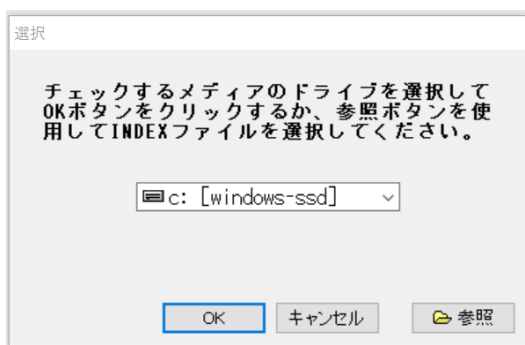 選択
チェックするメディアのドライブを選択して
OKボタンをクリックするか、参照ボタンを使
用してINDEXファイルを選択してください。
c: [windows-ssd]
OK キャンセル 参照